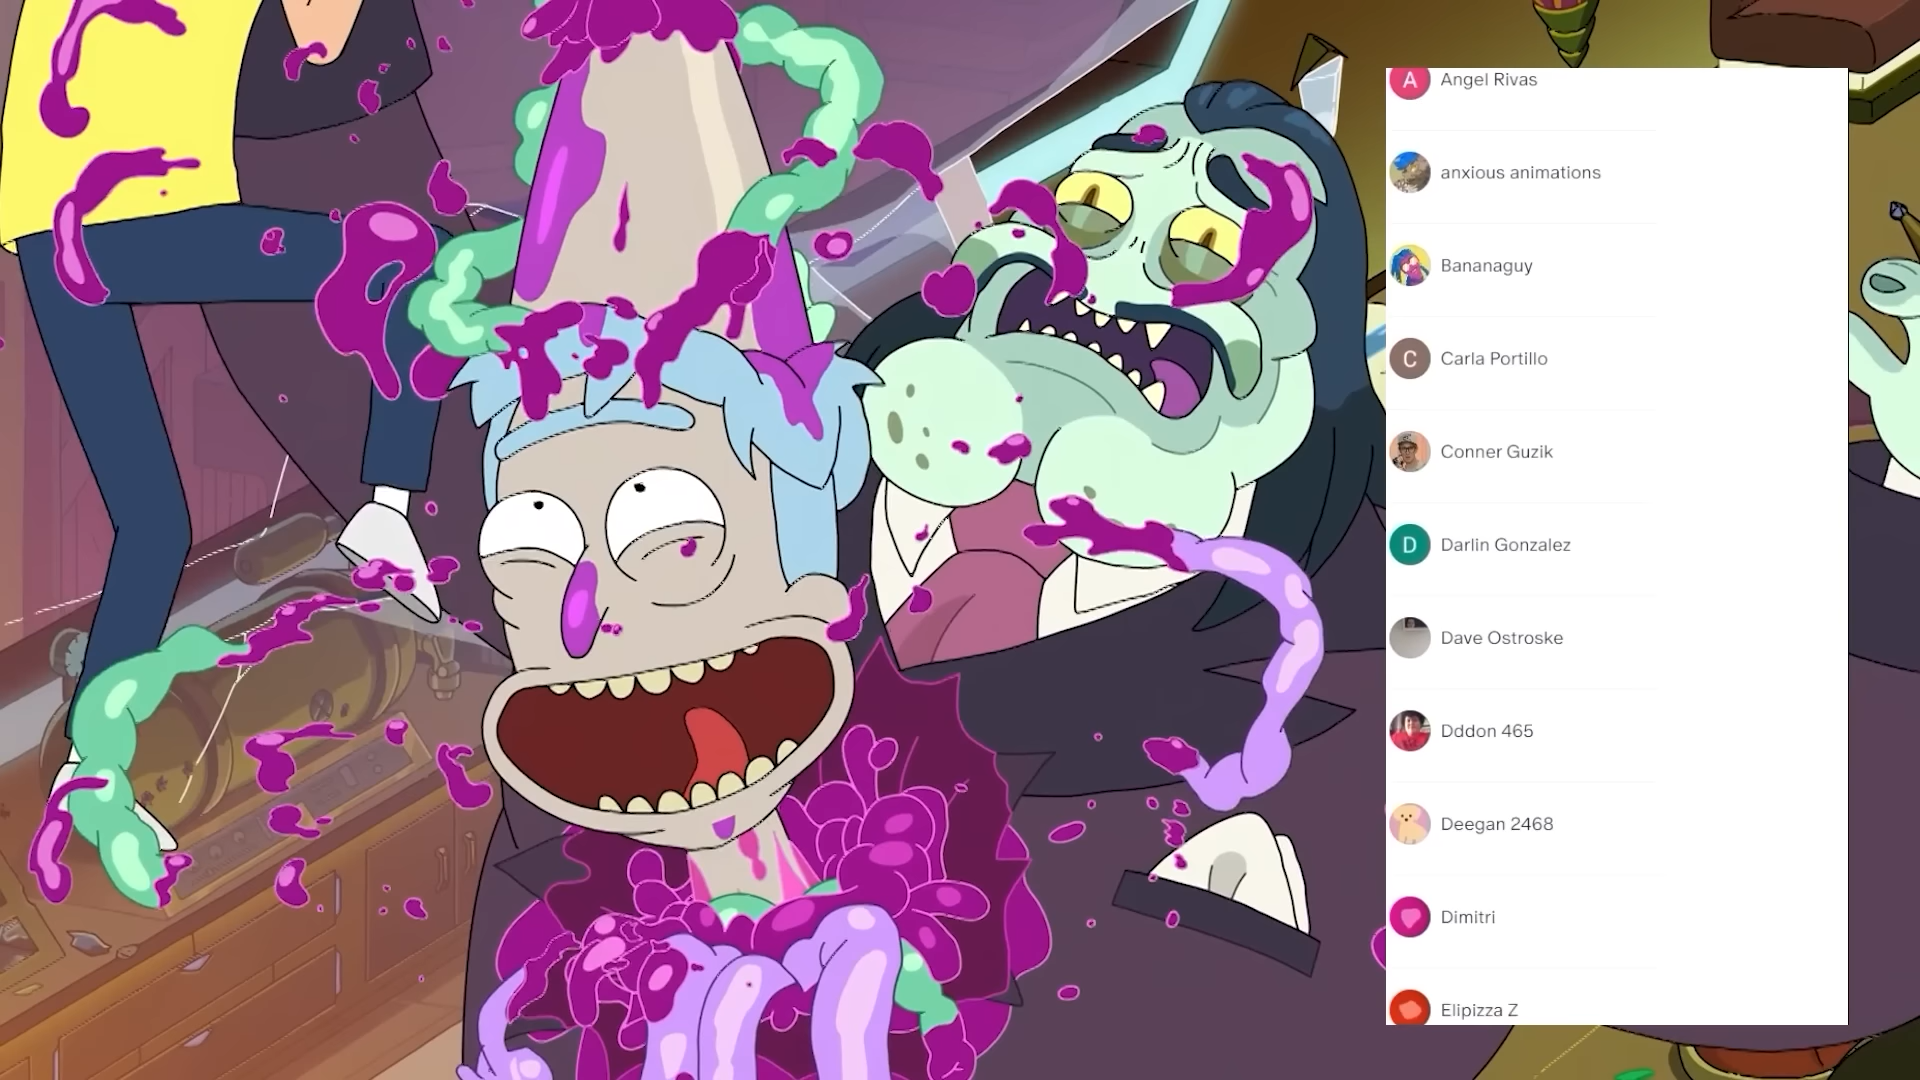 A Angel Rivas
anxious animations
Bananaguy
C Carla Portillo
Conner Guzik
D Darlin Gonzalez
Dave Ostroske
Dddon 465
Deegan 2468
Dimitri
Elipizza Z